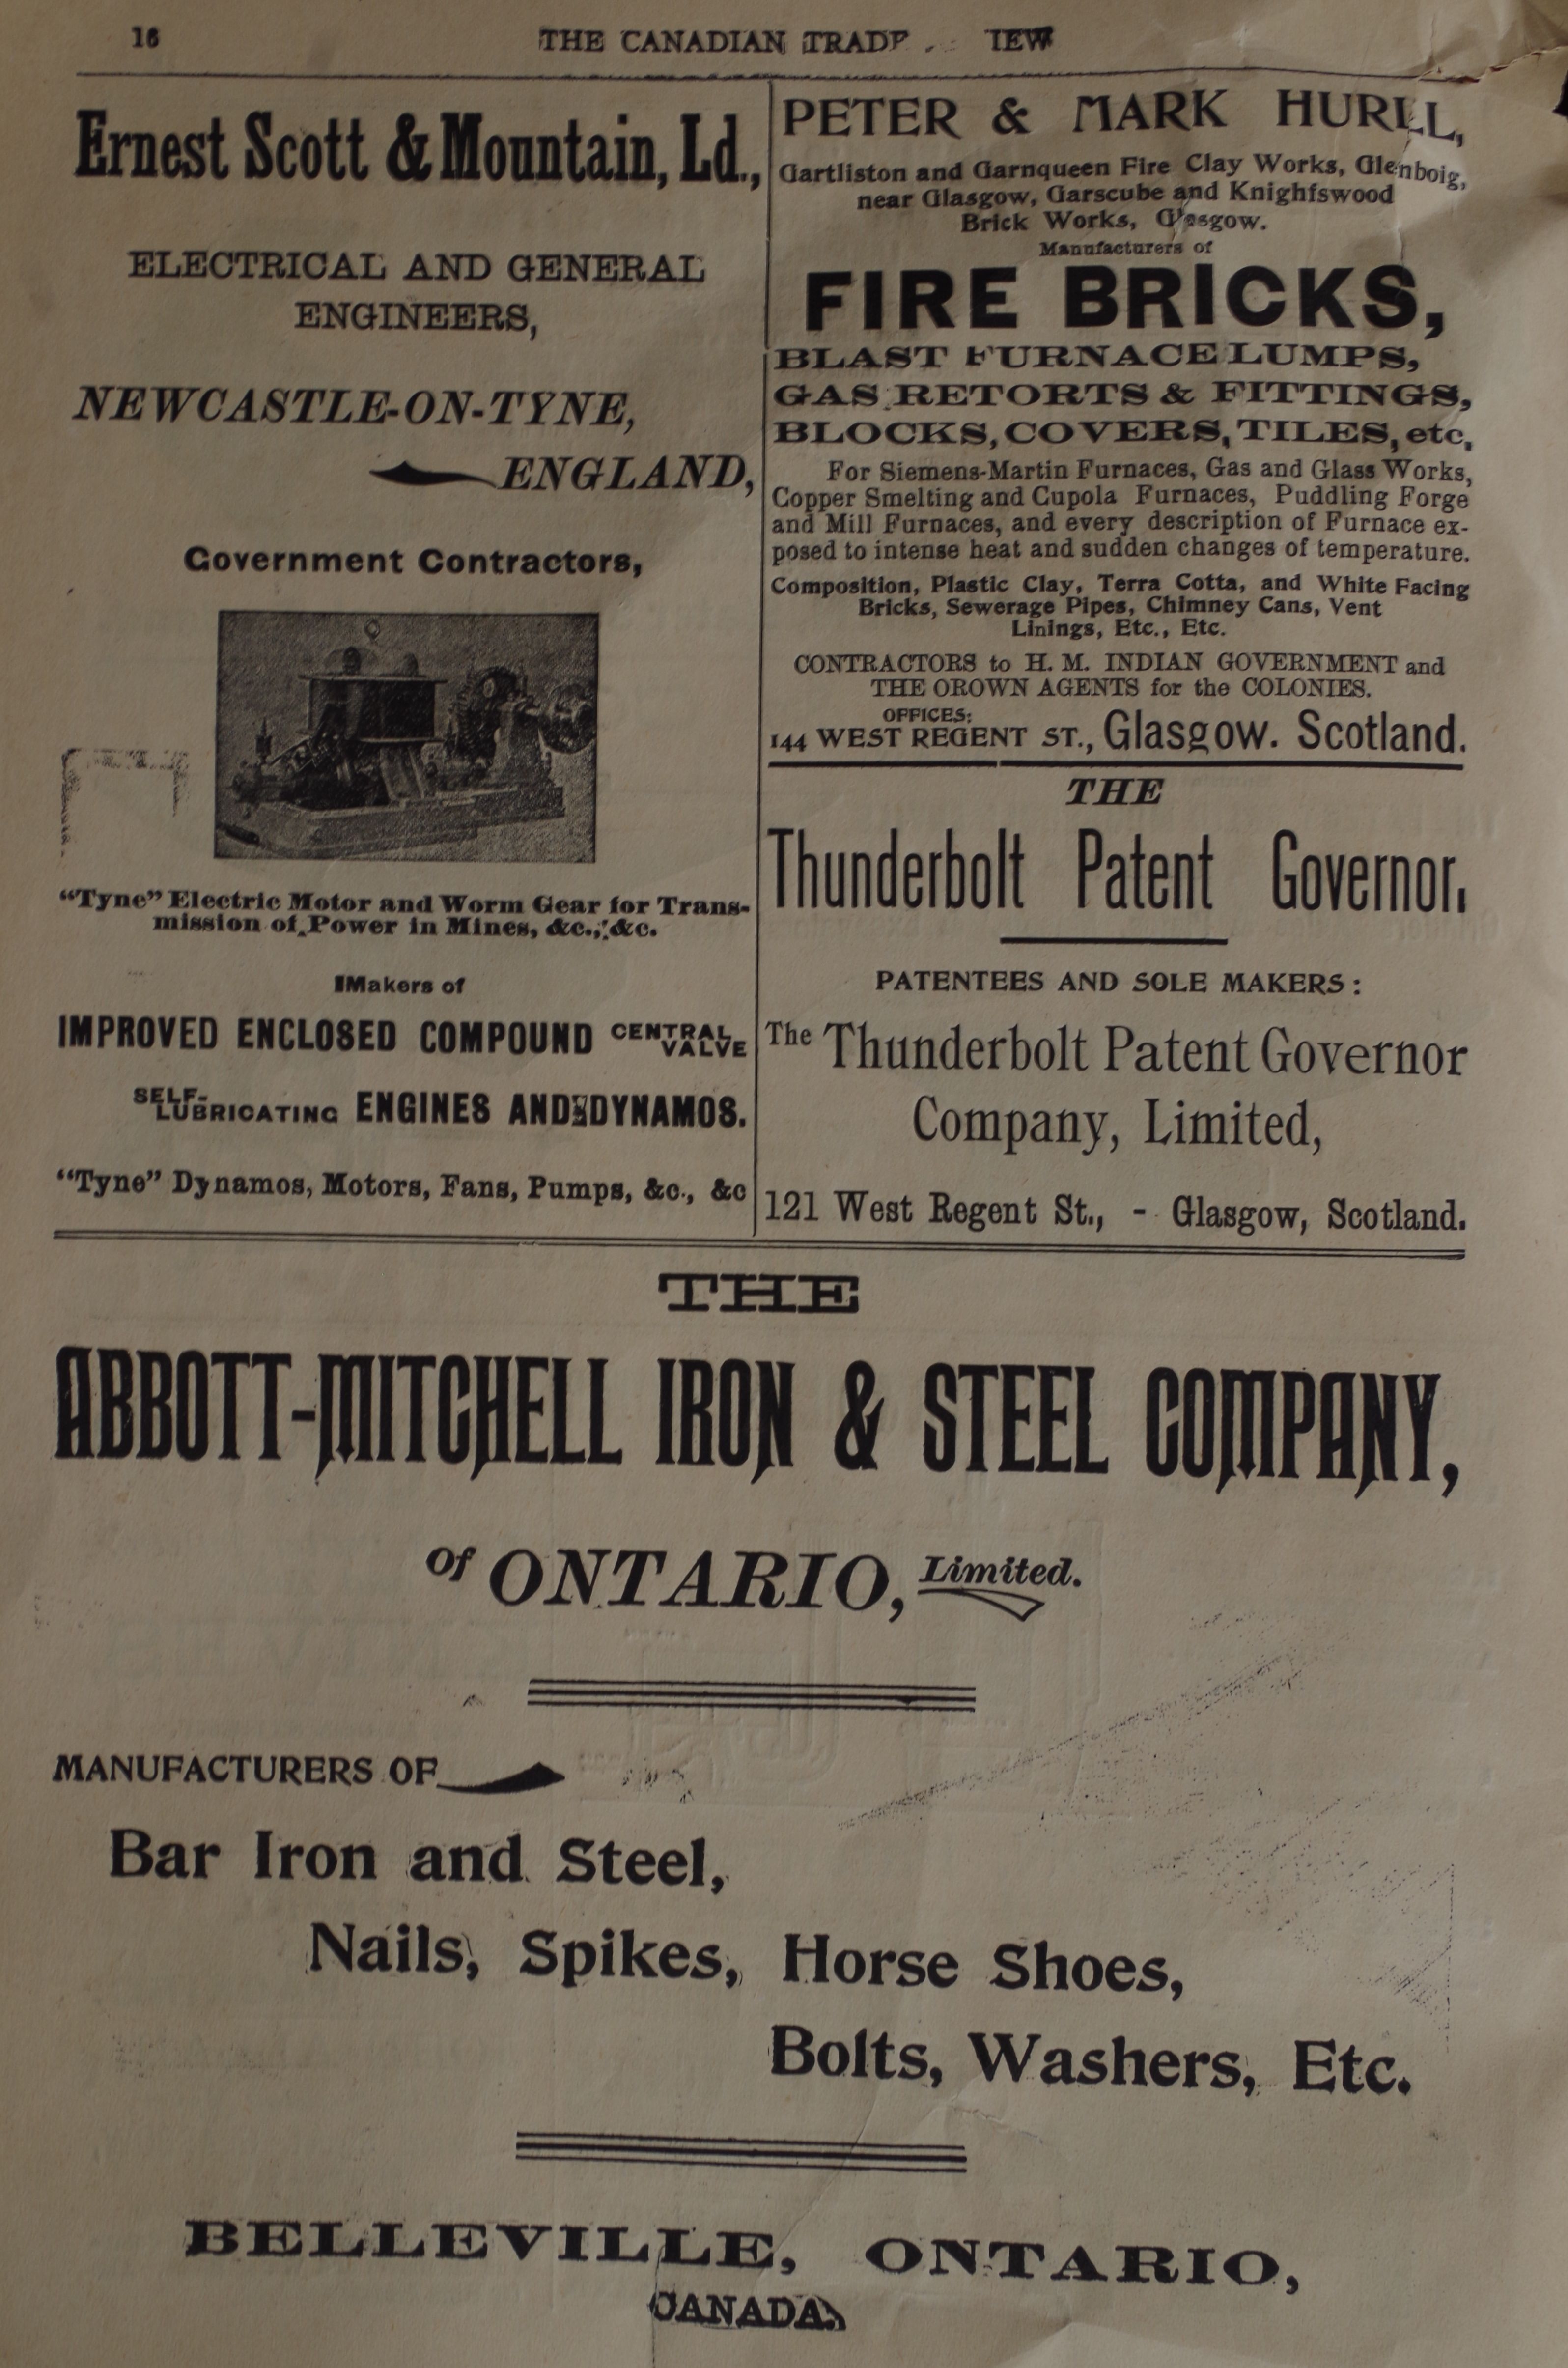 16
THE CANADIAN TRADE
Ernest Scott & Mountain, Ld.,
ELECTRICAL AND GENERAL
ENGINEERS,
NEWCASTLE-ON-TYNE,
ENGLAND,
Government Contractors,
“Tyne” Electric Motor and Worm Gear for Trans-
mission of Power in Mines, &c., &c.
Makers of
IMPROVED ENCLOSED COMPOUND CENTRAL VALVE
SELF-LUBRICATING ENGINES AND DYNAMOS.
“Tyne” Dynamos, Motors, Fans, Pumps, &c., &c
PETER & MARK HURLL,
Gartliston and Garnqueen Fire Clay Works, Glenboig,
near Glasgow, Garscube and Knightswood
Brick Works, Glasgow.
Manufacturers of
FIRE BRICKS,
BLAST FURNACE LUMPS,
GAS RETORTS & FITTINGS,
BLOCKS, COVERS, TILES, etc,
For Siemens-Martin Furnaces, Gas and Glass Works,
Copper Smelting and Cupola Furnaces, Puddling Forge
and Mill Furnaces, and every description of Furnace ex-
posed to intense heat and sudden changes of temperature.
Composition, Plastic Clay, Terra Cotta, and White Facing
Bricks, Sewerage Pipes, Chimney Cans, Vent
Linings, Etc., Etc.
CONTRACTORS to H. M. INDIAN GOVERNMENT and
THE OROWN AGENTS for the COLONIES.
OFFICES:
144 WEST REGENT ST., Glasgow. Scotland.
THE
Thunderbolt Patent Governor.
PATENTEES AND SOLE MAKERS:
The Thunderbolt Patent Governor
Company, Limited,
121 West Regent St., - Glasgow, Scotland.
THE
ABBOTT-MITCHELL IRON & STEEL COMPANY,
Of ONTARIO, Limited.
MANUFACTURERS OF
Bar Iron and Steel,
Nails, Spikes, Horse Shoes,
Bolts, Washers, Etc.
BELLEVILLE, ONTARIO,
CANADA.